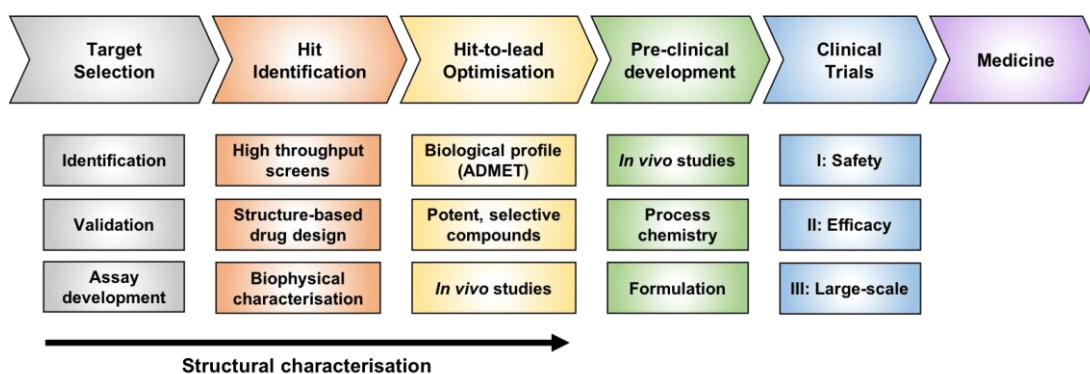 Target
Selection
Hit
Identification
Hit-to-lead
Optimisation
Pre-clinical
development
Clinical
Trials
Medicine
Identification
High throughput
screens
Biological profile
(ADMET)
In vivo studies
I: Safety
Validation
Structure-based
drug design
Potent, selective
compounds
Process
chemistry
II: Efficacy
Assay
development
Biophysical
characterisation
In vivo studies
Formulation
III: Large-scale
Structural characterisation